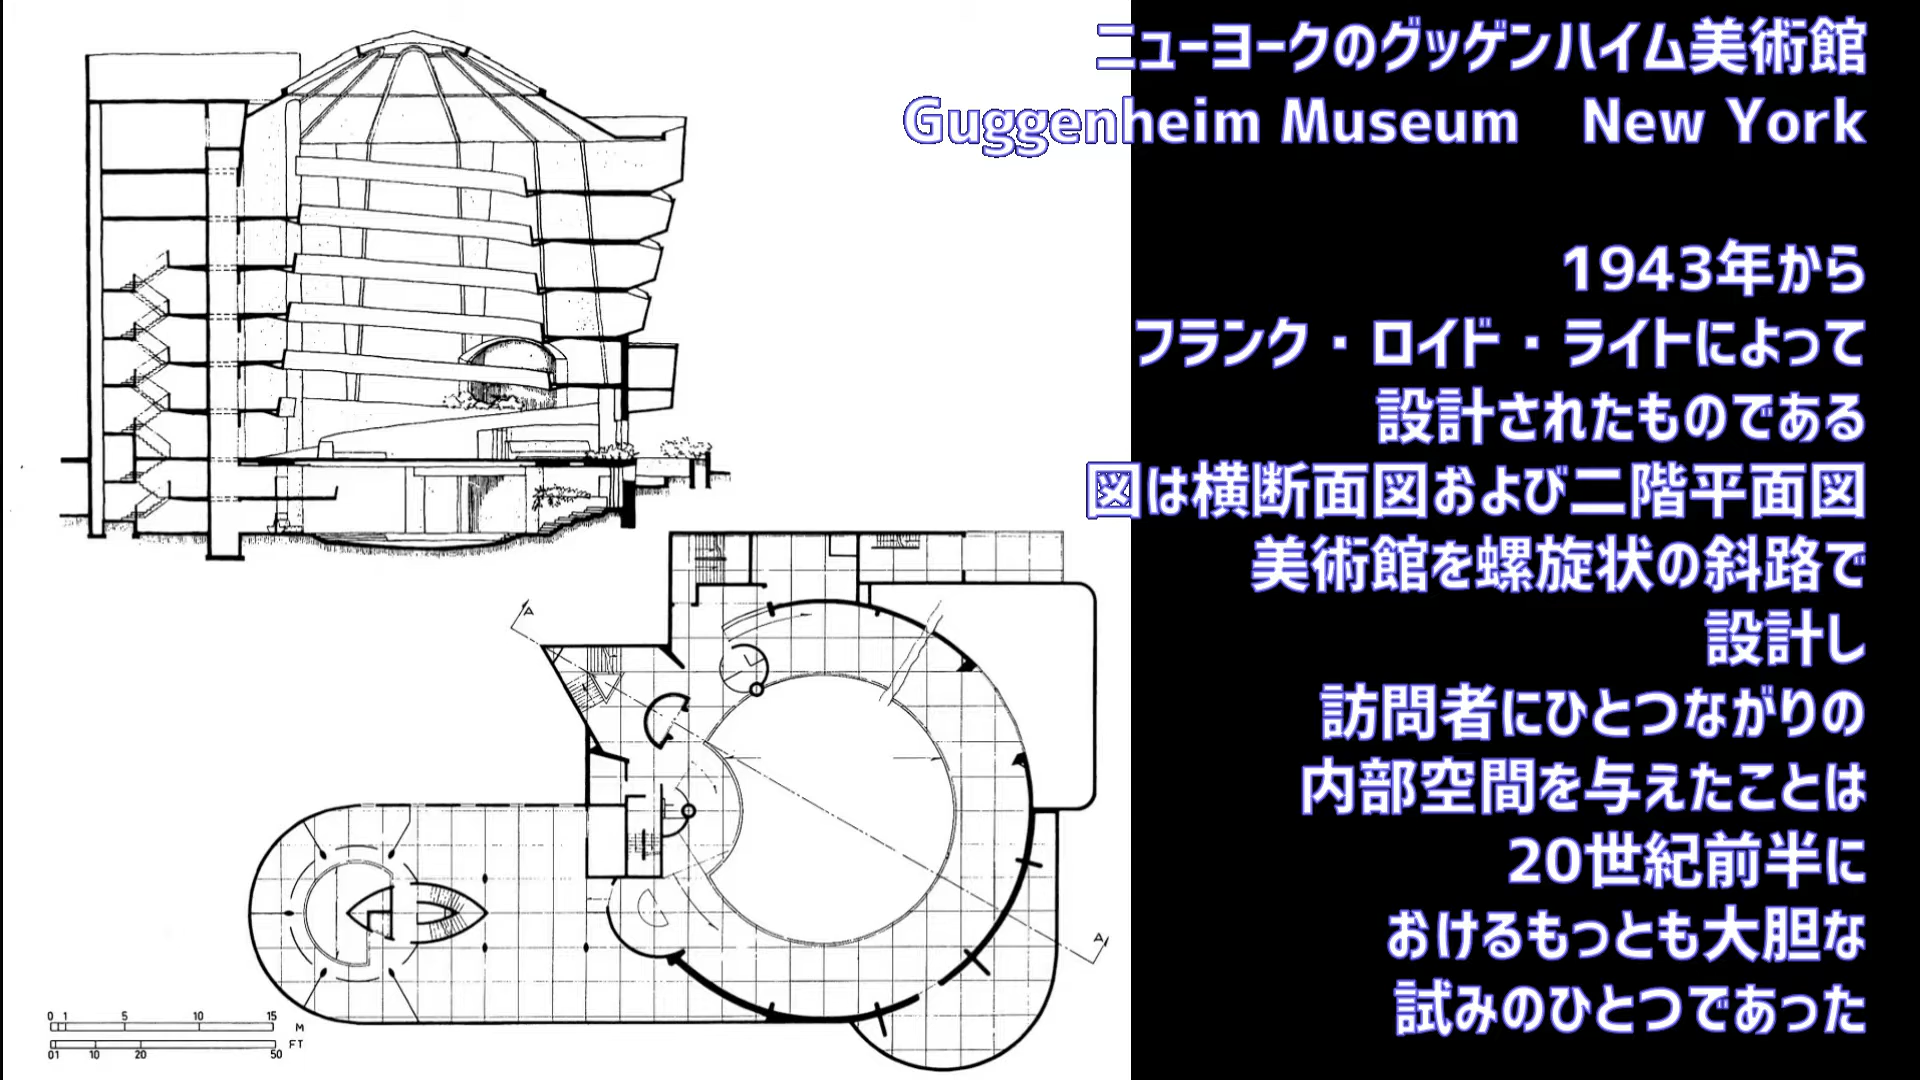 ニューヨークのグッゲンハイム美術館
Guggenheim Museum　New York
1943年から
フランク・ロイド・ライトによって
設計されたものである
図は横断面図および二階平面図
美術館を螺旋状の斜路で
設計し
訪問者にひとつながりの
内部空間を与えたことは
20世紀前半に
おけるもっとも大胆な
試みのひとつであった
A
A
0 1 5 10 15
M
FT
01 10 20 50